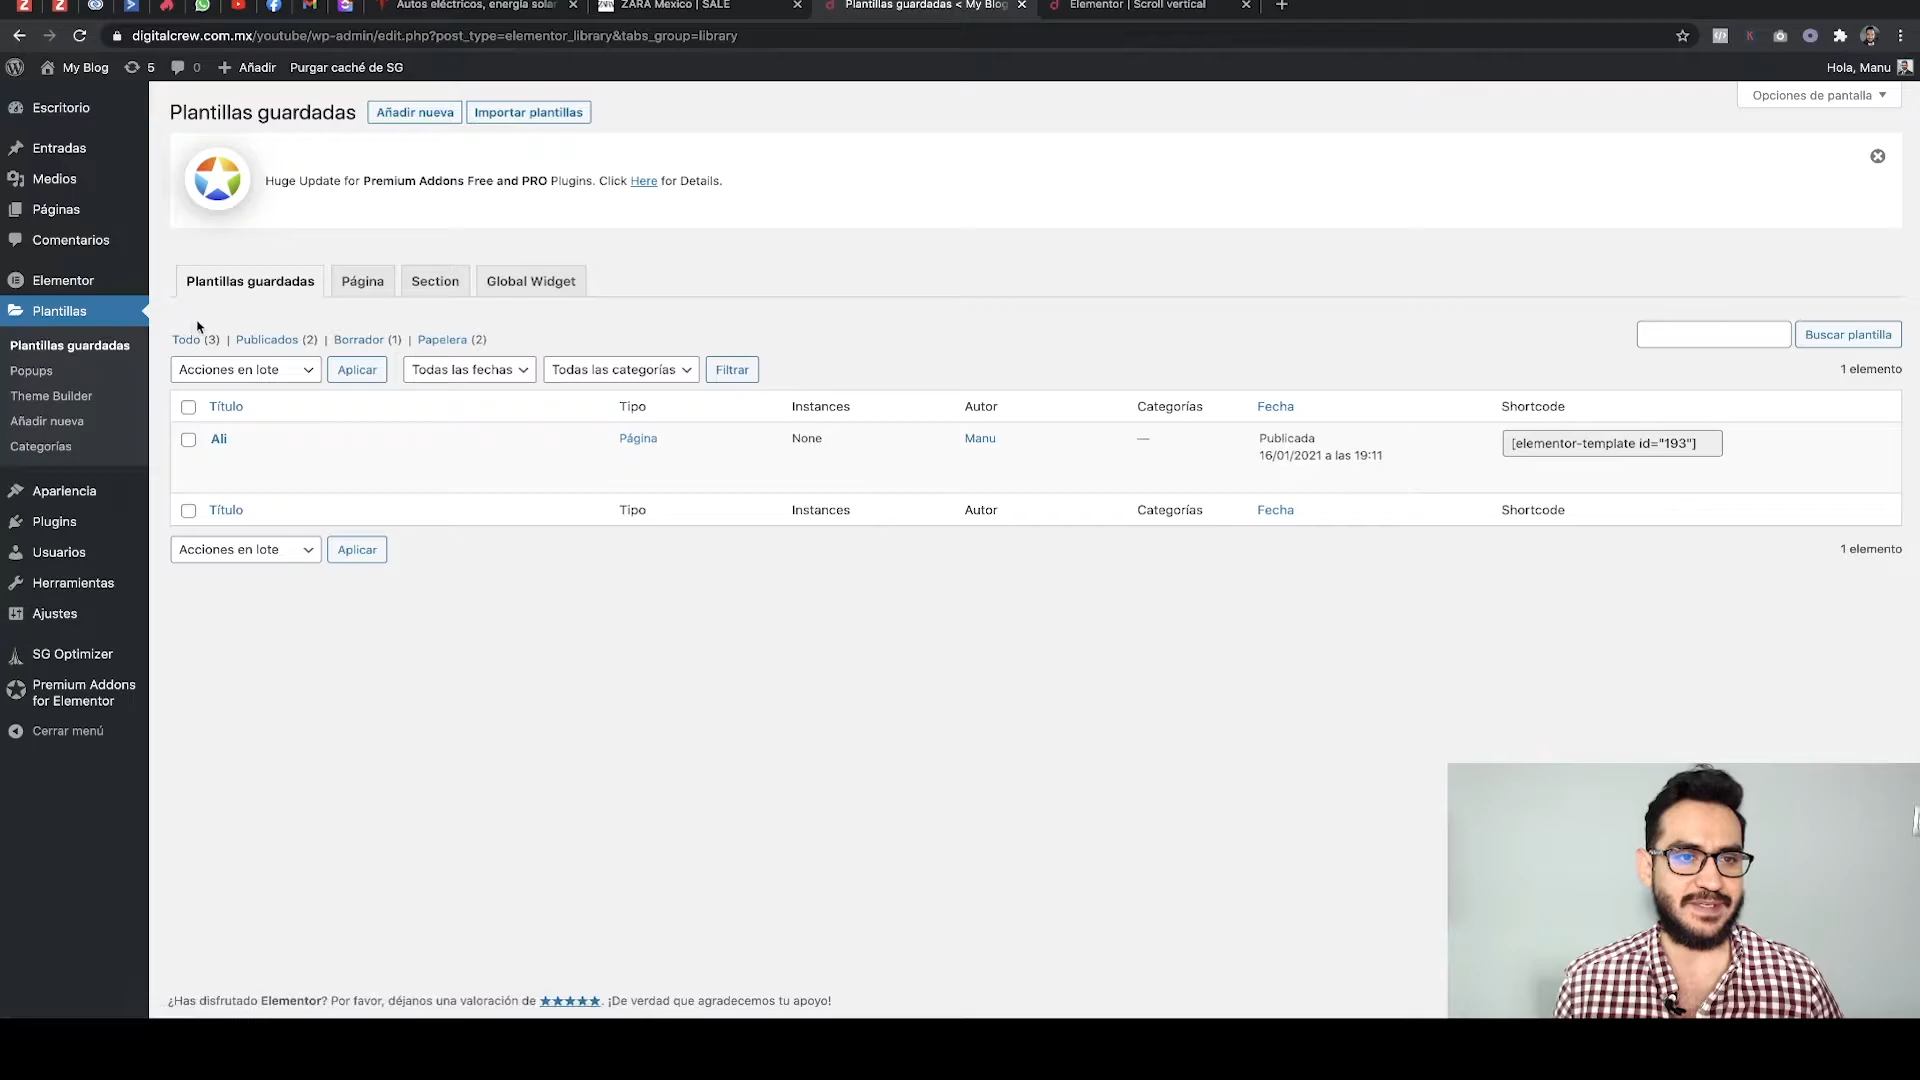 Autos eléctricos, energía solar
ZARA Mexico | SALE
Plantillas guardadas < My Blog
Elementor | Scroll vertical
digitalcrew.com.mx/youtube/wp-admin/edit.php?post_type=elementor_library&tabs_group=library
My Blog
5
0
Añadir
Purgar caché de SG
Hola, Manu
Escritorio
Entradas
Medios
Páginas
Comentarios
Elementor
Plantillas
Plantillas guardadas
Popups
Theme Builder
Añadir nueva
Categorías
Apariencia
Plugins
Usuarios
Herramientas
Ajustes
SG Optimizer
Premium Addons
for Elementor
Cerrar menú
Opciones de pantalla
Plantillas guardadas
Añadir nueva
Importar plantillas
Huge Update for Premium Addons Free and PRO Plugins. Click Here for Details.
Plantillas guardadas
Página
Section
Global Widget
Todo (3) | Publicados (2) | Borrador (1) | Papelera (2)
Buscar plantilla
Acciones en lote
Aplicar
Todas las fechas
Todas las categorías
Filtrar
1 elemento
Título
Tipo
Instances
Autor
Categorías
Fecha
Shortcode
Ali
Página
None
Manu
—
Publicada
16/01/2021 a las 19:11
[elementor-template id="193"]
Título
Tipo
Instances
Autor
Categorías
Fecha
Shortcode
Acciones en lote
Aplicar
1 elemento
¿Has disfrutado Elementor? Por favor, déjanos una valoración de ★★★★★. ¡De verdad que agradecemos tu apoyo!